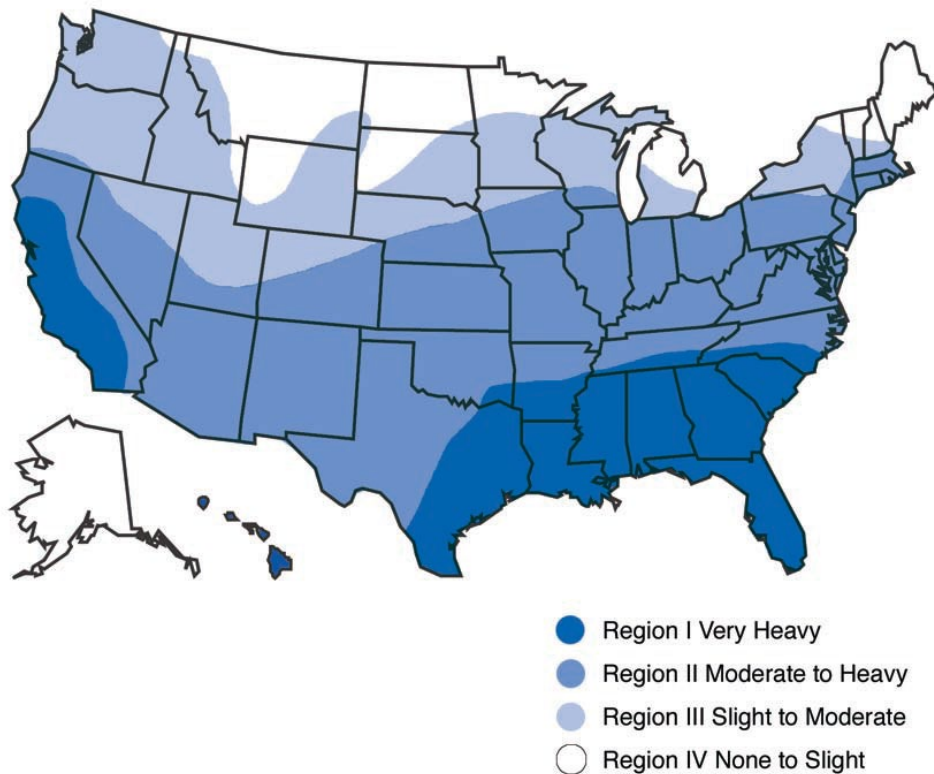 Region I Very Heavy
Region II Moderate to Heavy
Region III Slight to Moderate
Region IV None to Slight